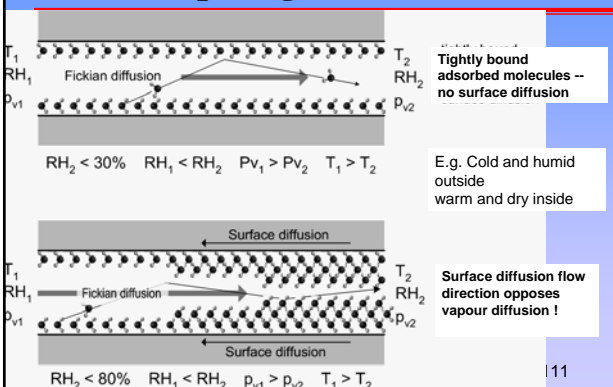 T1
RH1
pv1
Fickian diffusion
T2
RH2
pv2
Tightly bound
adsorbed molecules --
no surface diffusion
RH2 < 30% RH1 < RH2 Pv1 > Pv2 T1 > T2
E.g. Cold and humid
outside
warm and dry inside
Surface diffusion
T1
RH1
pv1
Fickian diffusion
T2
RH2
pv2
Surface diffusion flow
direction opposes
vapour diffusion !
Surface diffusion
RH2 < 80% RH1 < RH2 pv1 > pv2 T1 > T2
11